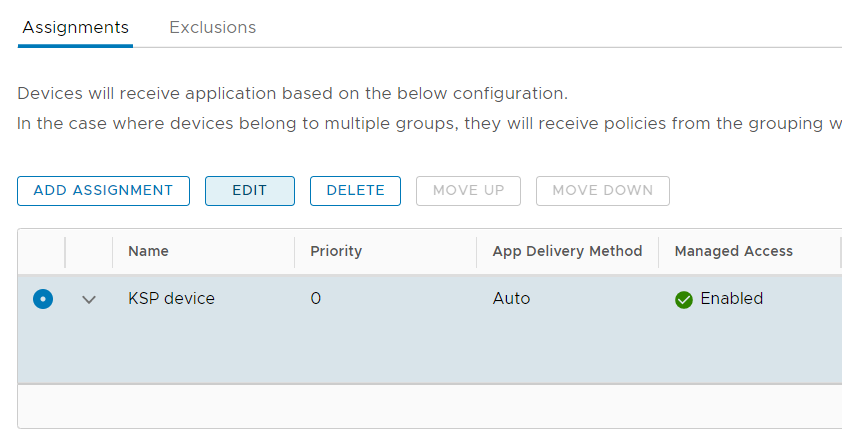 Assignments Exclusions
Devices will receive application based on the below configuration.
In the case where devices belong to multiple groups, they will receive policies from the grouping w
ADD ASSIGNMENT EDIT DELETE MOVE UP MOVE DOWN
Name Priority App Delivery Method Managed Access
KSP device 0 Auto Enabled